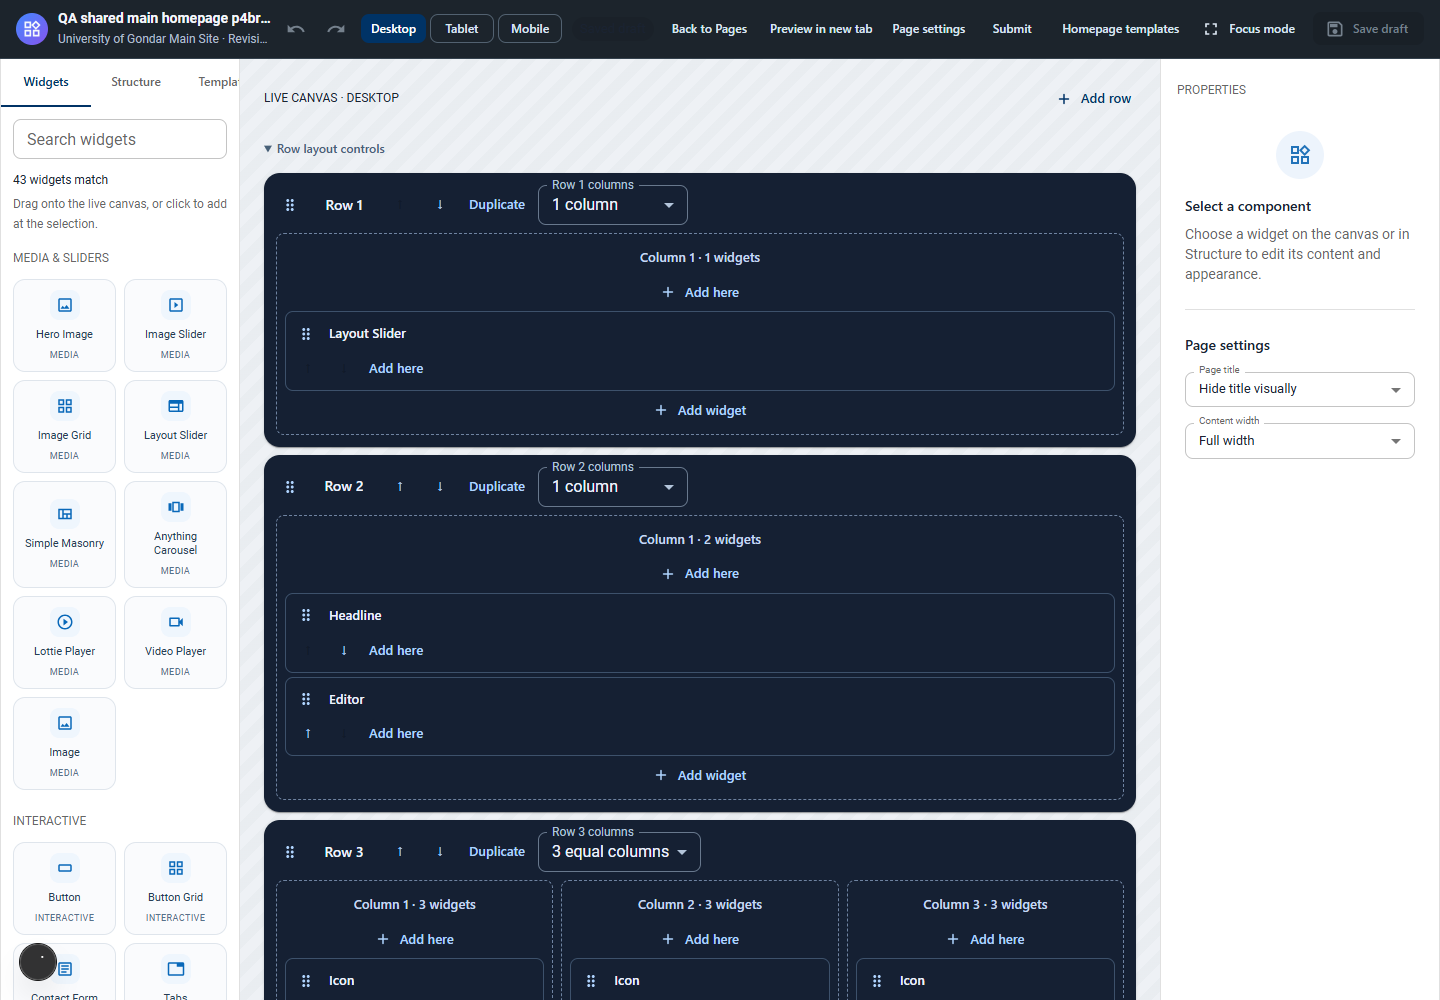 QA shared main homepage p4br...
University of Gondar Main Site · Revisi...
Desktop
Tablet
Mobile
Back to Pages
Preview in new tab
Page settings
Submit
Homepage templates
Focus mode
Save draft
Widgets
Structure
Templa
Search widgets
43 widgets match
Drag onto the live canvas, or click to add
at the selection.
MEDIA & SLIDERS
Hero Image
MEDIA
Image Slider
MEDIA
Image Grid
MEDIA
Layout Slider
MEDIA
Simple Masonry
MEDIA
Anything
Carousel
MEDIA
Lottie Player
MEDIA
Video Player
MEDIA
Image
MEDIA
INTERACTIVE
Button
INTERACTIVE
Button Grid
INTERACTIVE
Contact Form
Tabs
LIVE CANVAS · DESKTOP
Add row
Row layout controls
Row 1
Duplicate
Row 1 columns
1 column
Column 1 · 1 widgets
Add here
Layout Slider
Add here
Add widget
Row 2
Duplicate
Row 2 columns
1 column
Column 1 · 2 widgets
Add here
Headline
Add here
Editor
Add here
Add widget
Row 3
Duplicate
Row 3 columns
3 equal columns
Column 1 · 3 widgets
Add here
Icon
Column 2 · 3 widgets
Add here
Icon
Column 3 · 3 widgets
Add here
Icon
PROPERTIES
Select a component
Choose a widget on the canvas or in
Structure to edit its content and
appearance.
Page settings
Page title
Hide title visually
Content width
Full width